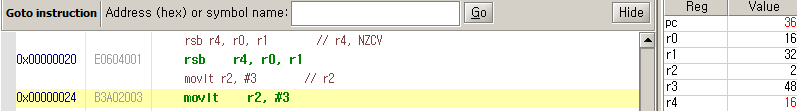 Goto instruction Address (hex) or symbol name: Go Hide
rsb r4, r0, r1 // r4, NZCV
0x00000020 E0604001 rsb r4, r0, r1
movlt r2, #3 // r2
0x00000024 B3A02003 movlt r2, #3
Reg Value
pc 36
r0 16
r1 32
r2 2
r3 48
r4 16